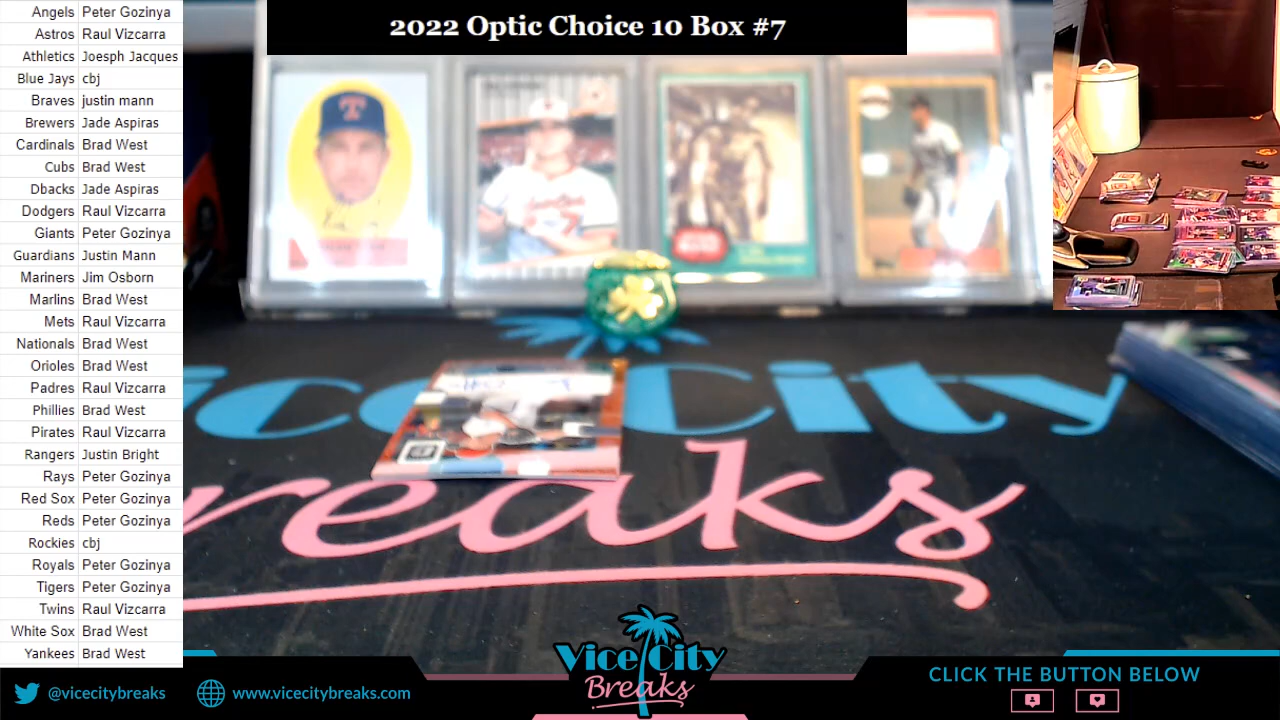 2022 Optic Choice 10 Box #7
Angels Peter Gozinya
Astros Raul Vizcarra
Athletics Joesph Jacques
Blue Jays cbj
Braves justin mann
Brewers Jade Aspiras
Cardinals Brad West
Cubs Brad West
Dbacks Jade Aspiras
Dodgers Raul Vizcarra
Giants Peter Gozinya
Guardians Justin Mann
Mariners Jim Osborn
Marlins Brad West
Mets Raul Vizcarra
Nationals Brad West
Orioles Brad West
Padres Raul Vizcarra
Phillies Brad West
Pirates Raul Vizcarra
Rangers Justin Bright
Rays Peter Gozinya
Red Sox Peter Gozinya
Reds Peter Gozinya
Rockies cbj
Royals Peter Gozinya
Tigers Peter Gozinya
Twins Raul Vizcarra
White Sox Brad West
Yankees Brad West
T
ice City
reaks
Vice City
Breaks
@vicecitybreaks
www.vicecitybreaks.com
CLICK THE BUTTON BELOW